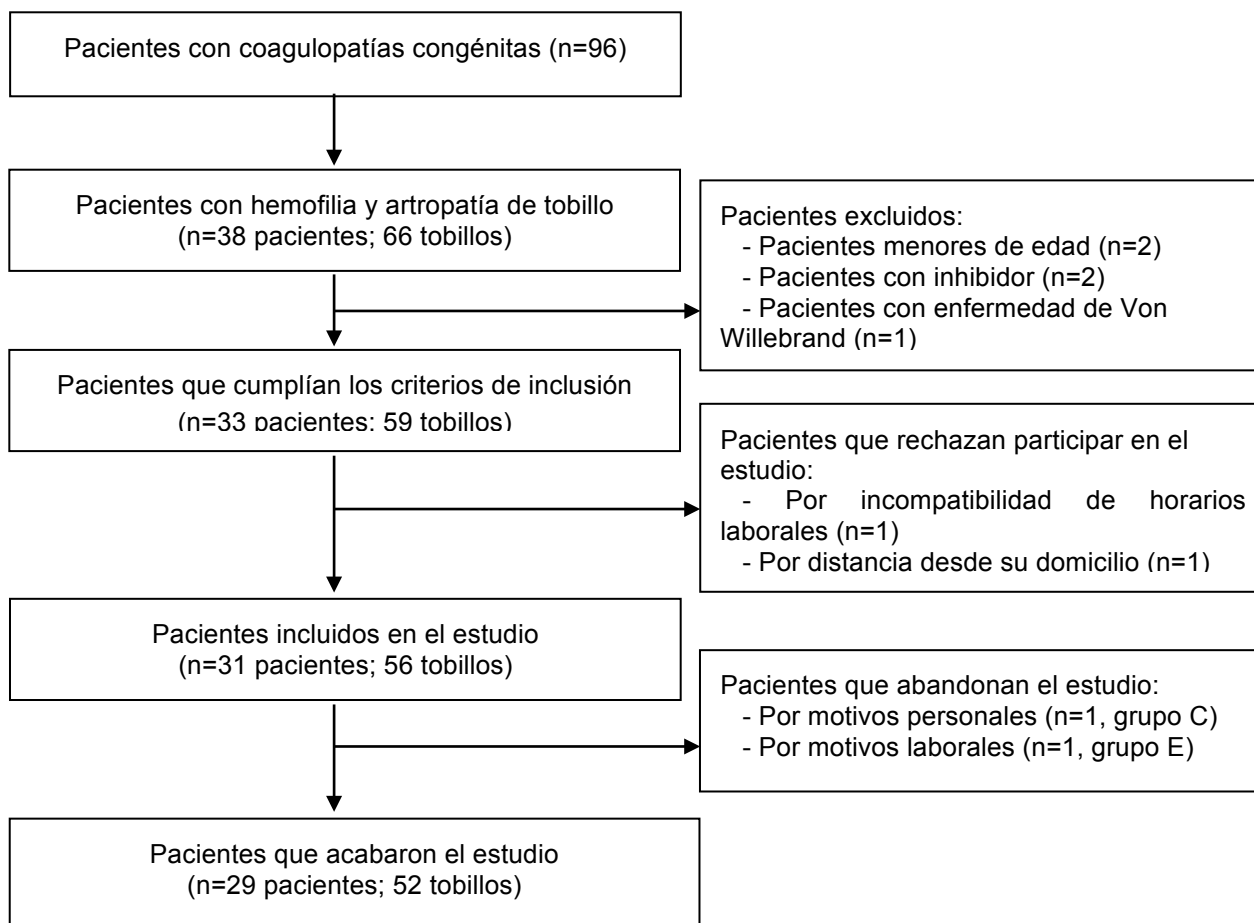 Pacientes con coagulopatías congénitas (n=96)
Pacientes con hemofilia y artropatía de tobillo
(n=38 pacientes; 66 tobillos)
Pacientes excluidos:
- Pacientes menores de edad (n=2)
- Pacientes con inhibidor (n=2)
- Pacientes con enfermedad de Von
Willebrand (n=1)
Pacientes que cumplían los criterios de inclusión
(n=33 pacientes; 59 tobillos)
Pacientes que rechazan participar en el
estudio:
- Por incompatibilidad de horarios
laborales (n=1)
- Por distancia desde su domicilio (n=1)
Pacientes incluidos en el estudio
(n=31 pacientes; 56 tobillos)
Pacientes que abandonan el estudio:
- Por motivos personales (n=1, grupo C)
- Por motivos laborales (n=1, grupo E)
Pacientes que acabaron el estudio
(n=29 pacientes; 52 tobillos)